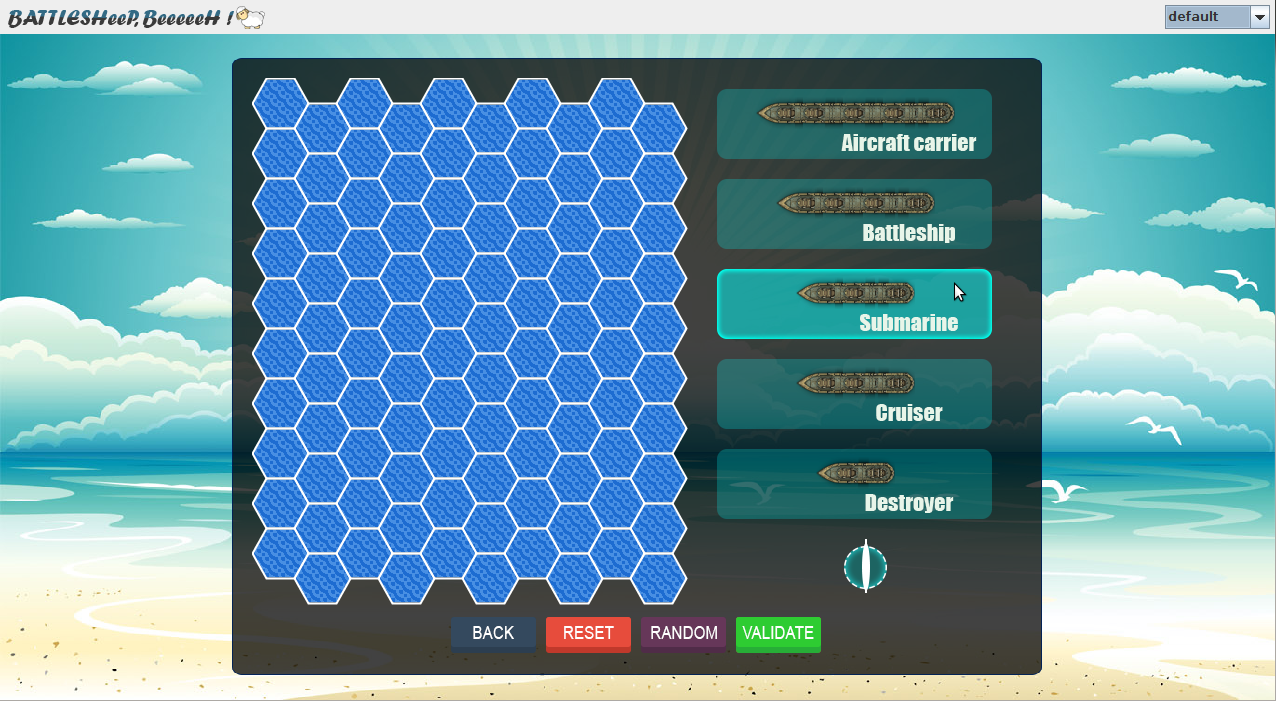 BATTLESHeeP, BeeeeeH !
default
Aircraft carrier
Battleship
Submarine
Cruiser
Destroyer
BACK
RESET
RANDOM
VALIDATE